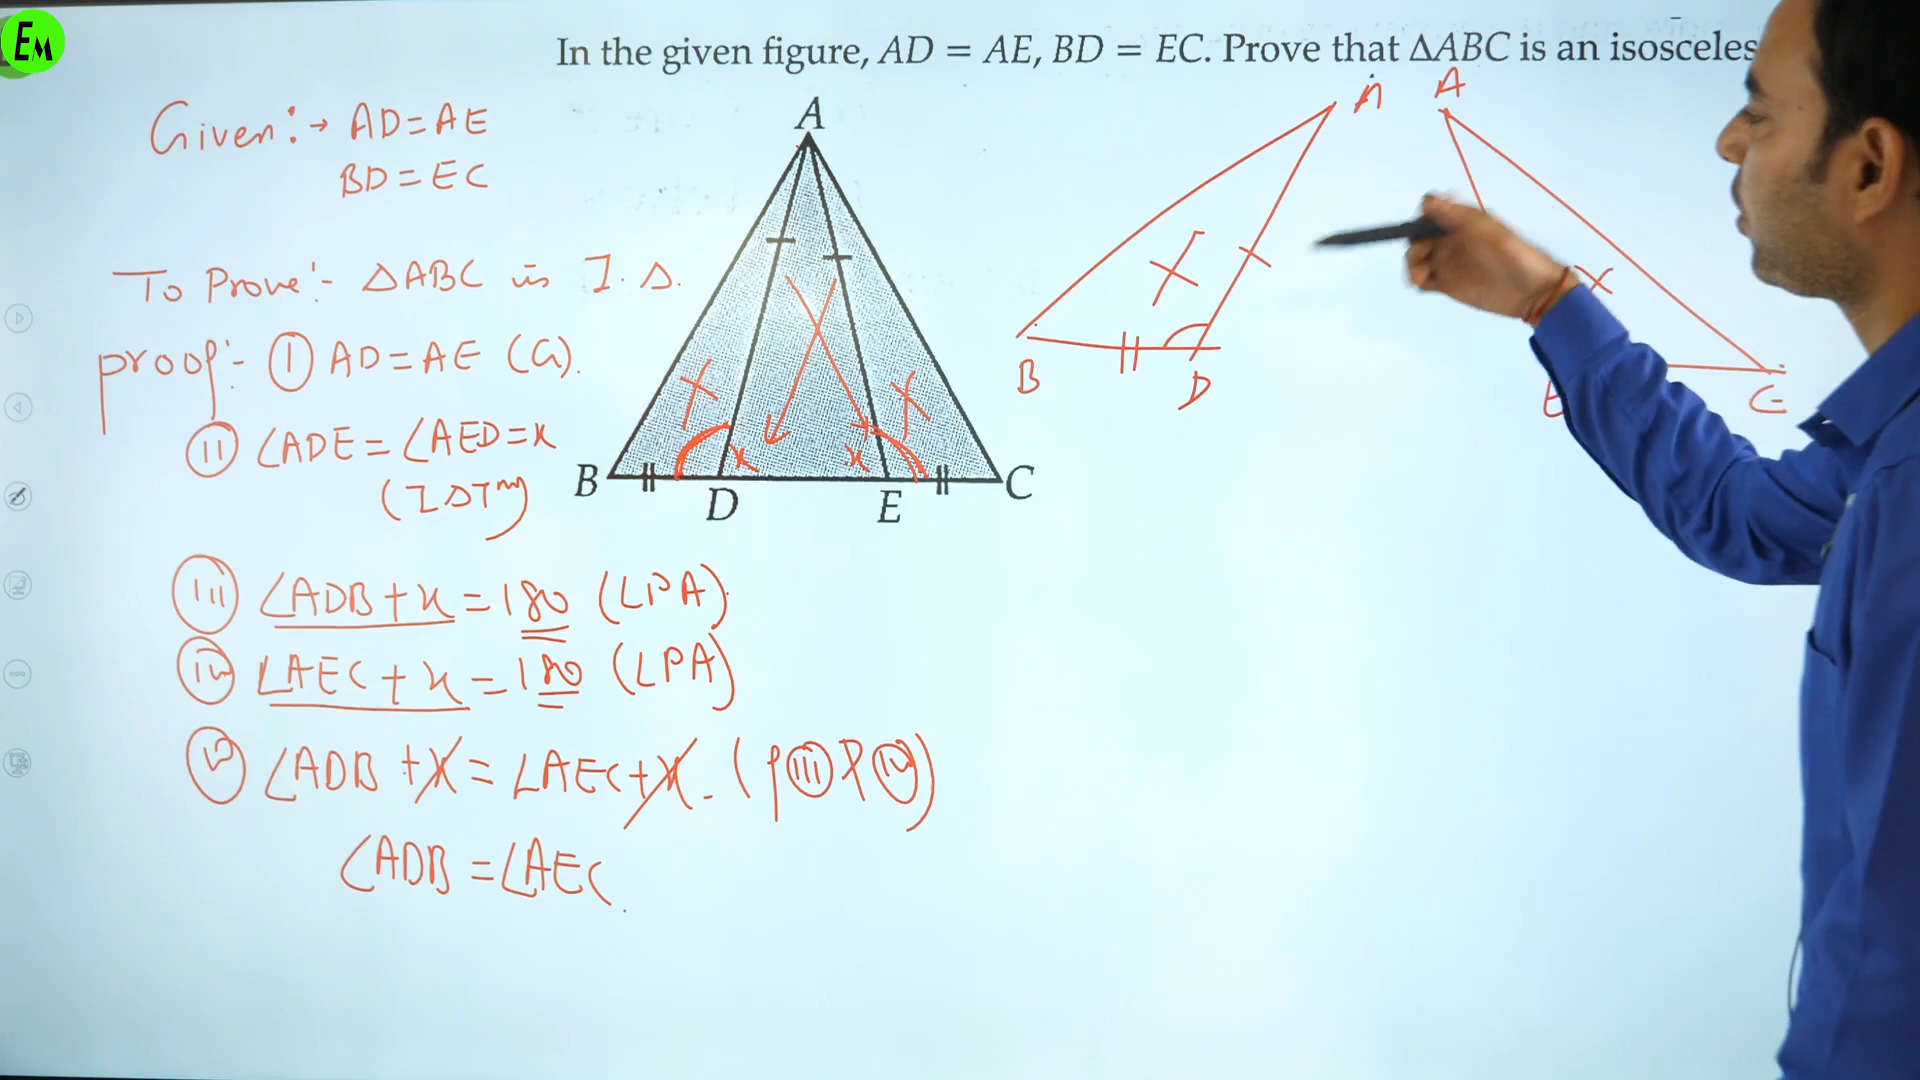 EM
In the given figure, AD = AE, BD = EC. Prove that ΔABC is an isosceles
Given:→ AD=AE
BD=EC
To Prove:- ΔABC is I.Δ.
proof:- (I) AD=AE (G).
(II) ∠ADE=∠AED=x
(IΔTm)
(III) ∠ADB+x=180 (LPA)
(IV) ∠AEC+x=180 (LPA)
(V) ∠ADB+x=∠AEC+x. (III IV)
∠ADB=∠AEC
A
B
D
E
C
x
x
A
B
D
A
E
C